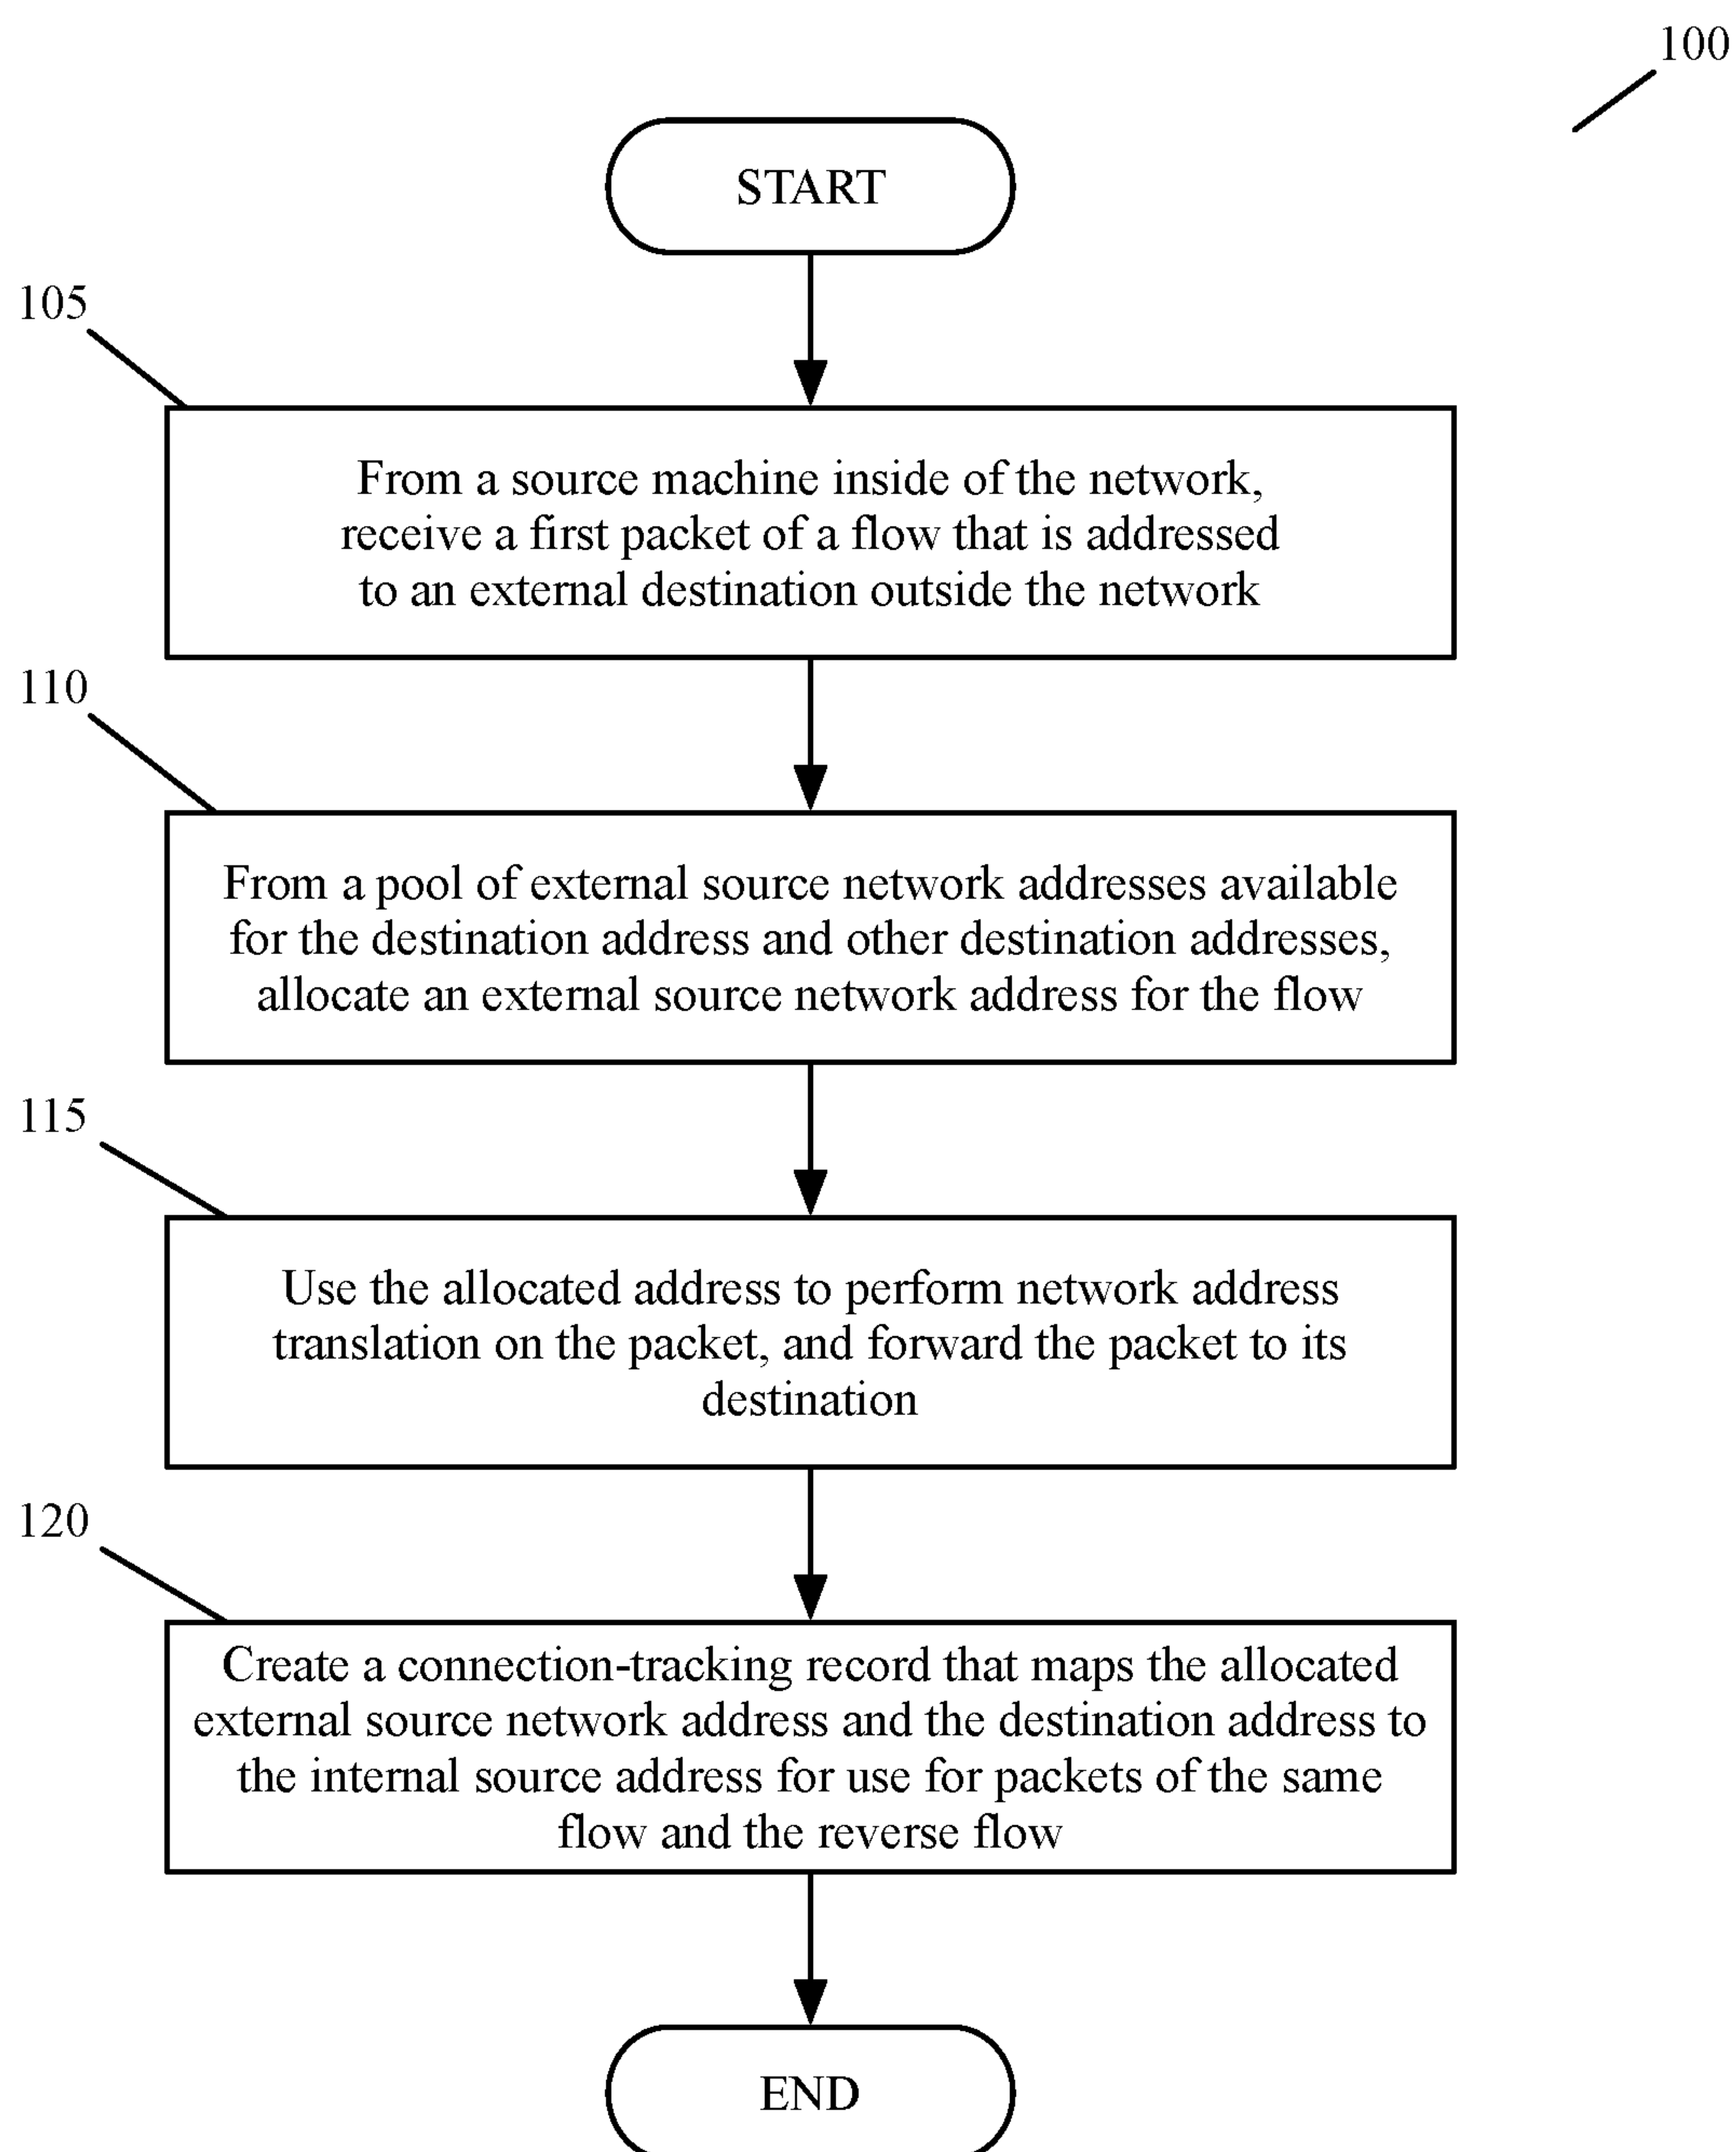 100
START
105
From a source machine inside of the network,
receive a first packet of a flow that is addressed
to an external destination outside the network
110
From a pool of external source network addresses available
for the destination address and other destination addresses,
allocate an external source network address for the flow
115
Use the allocated address to perform network address
translation on the packet, and forward the packet to its
destination
120
Create a connection-tracking record that maps the allocated
external source network address and the destination address to
the internal source address for use for packets of the same
flow and the reverse flow
END